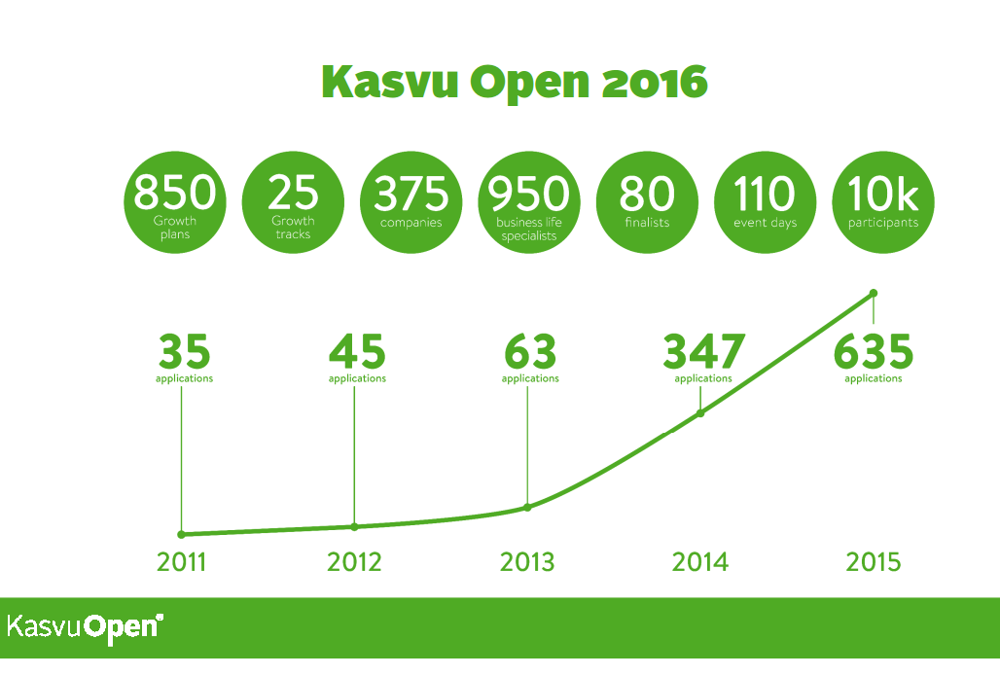 Kasvu Open 2016
850
Growth
plans
25
Growth
tracks
375
companies
950
business life
specialists
80
finalists
110
event days
10k
participants
35
applications
45
applications
63
applications
347
applications
635
applications
2011
2012
2013
2014
2015
KasvuOpen